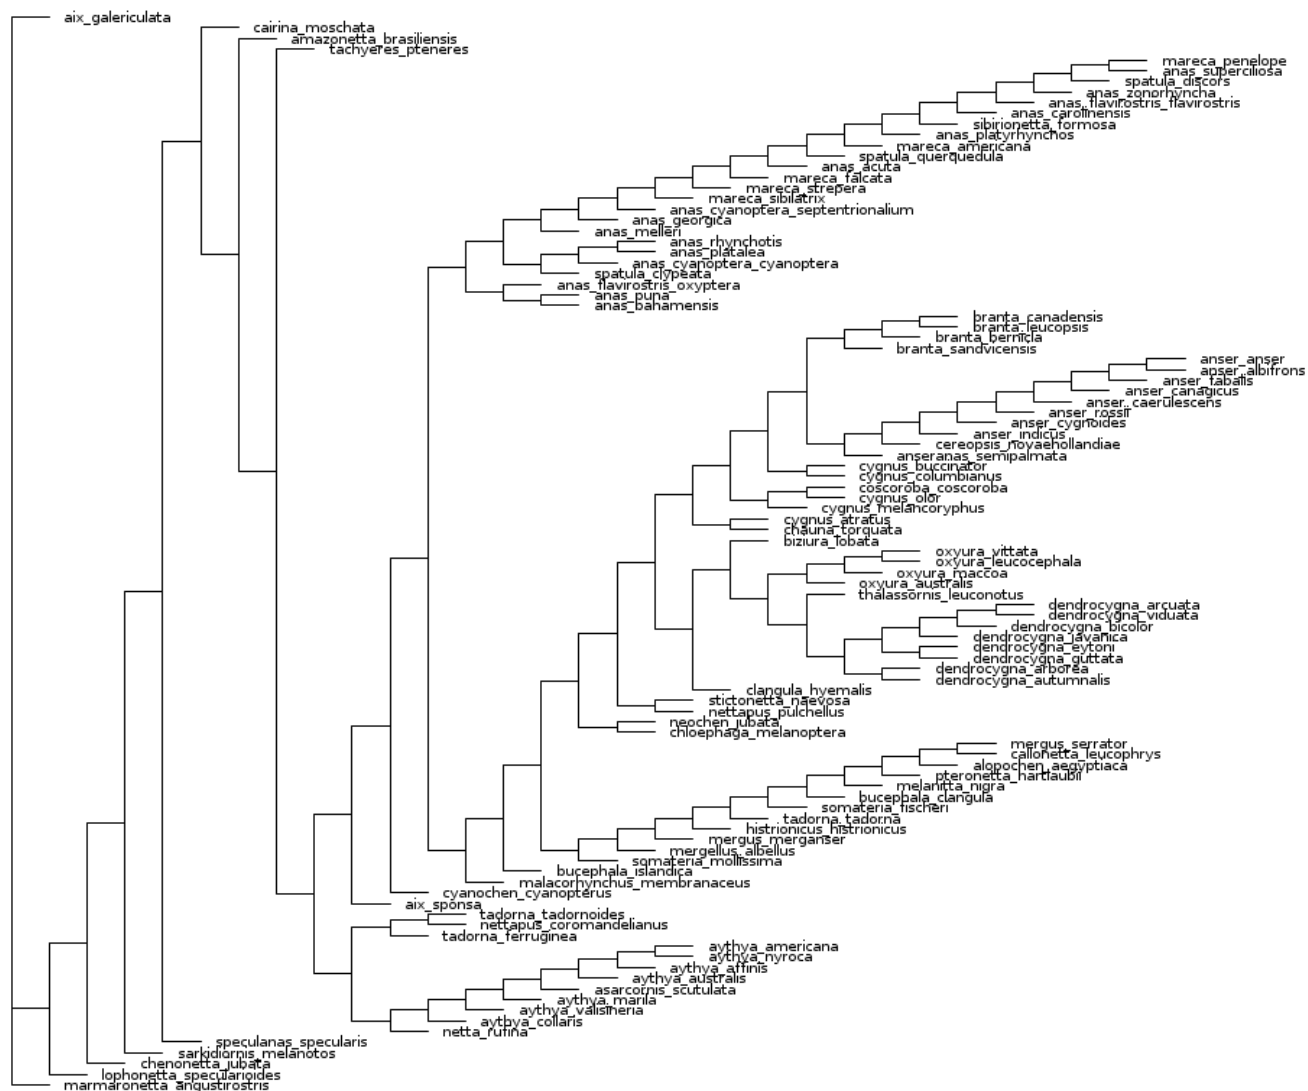 aix_galericulata
cairina_moschata
amazonetta_brasiliensis
tachyeres_pteneres
mareca_penelope
anas_superciliosa
spatula_discors
anas_zonorhyncha
anas_flavirostris_flavirostris
anas_carolinensis
sibirionetta_formosa
anas_platyrhynchos
mareca_americana
spatula_querquedula
anas_acuta
mareca_falcata
mareca_strepera
mareca_sibilatrix
anas_cyanoptera_septentrionalium
anas_georgica
anas_melleri
anas_rhynchotis
anas_platalea
anas_cyanoptera_cyanoptera
spatula_clypeata
anas_flavirostris_oxyptera
anas_puna
anas_bahamensis
branta_canadensis
branta_leucopsis
branta_bernicla
branta_sandvicensis
anser_anser
anser_albifrons
anser_fabalis
anser_canagicus
anser_caerulescens
anser_rossii
anser_cygnoides
anser_indicus
cereopsis_novaehollandiae
anseranas_semipalmata
cygnus_buccinator
cygnus_columbianus
coscoroba_coscoroba
cygnus_olor
cygnus_melancoryphus
cygnus_atratus
chauna_torquata
biziura_lobata
oxyura_vittata
oxyura_leucocephala
oxyura_maccoa
oxyura_australis
thalassornis_leuconotus
dendrocygna_arcuata
dendrocygna_viduata
dendrocygna_bicolor
dendrocygna_javanica
dendrocygna_eytoni
dendrocygna_guttata
dendrocygna_arborea
dendrocygna_autumnalis
clangula_hyemalis
stictonetta_naevosa
nettapus_pulchellus
neochen_jubata
chloephaga_melanoptera
mergus_serrator
callonetta_leucophrys
alopochen_aegyptiaca
pteronetta_hartlaubii
melanitta_nigra
bucephala_clangula
somateria_fischeri
tadorna_tadorna
histrionicus_histrionicus
mergus_merganser
mergellus_albellus
somateria_mollissima
bucephala_islandica
malacorhynchus_membranaceus
cyanochen_cyanopterus
aix_sponsa
tadorna_tadornoides
nettapus_coromandelianus
tadorna_ferruginea
aythya_americana
aythya_nyroca
aythya_affinis
aythya_australis
asarcornis_scutulata
aythya_marila
aythya_valisineria
aythya_collaris
netta_rufina
speculanas_specularis
sarkidiornis_melanotos
chenonetta_jubata
lophonetta_specularioides
marmaronetta_angustirostris